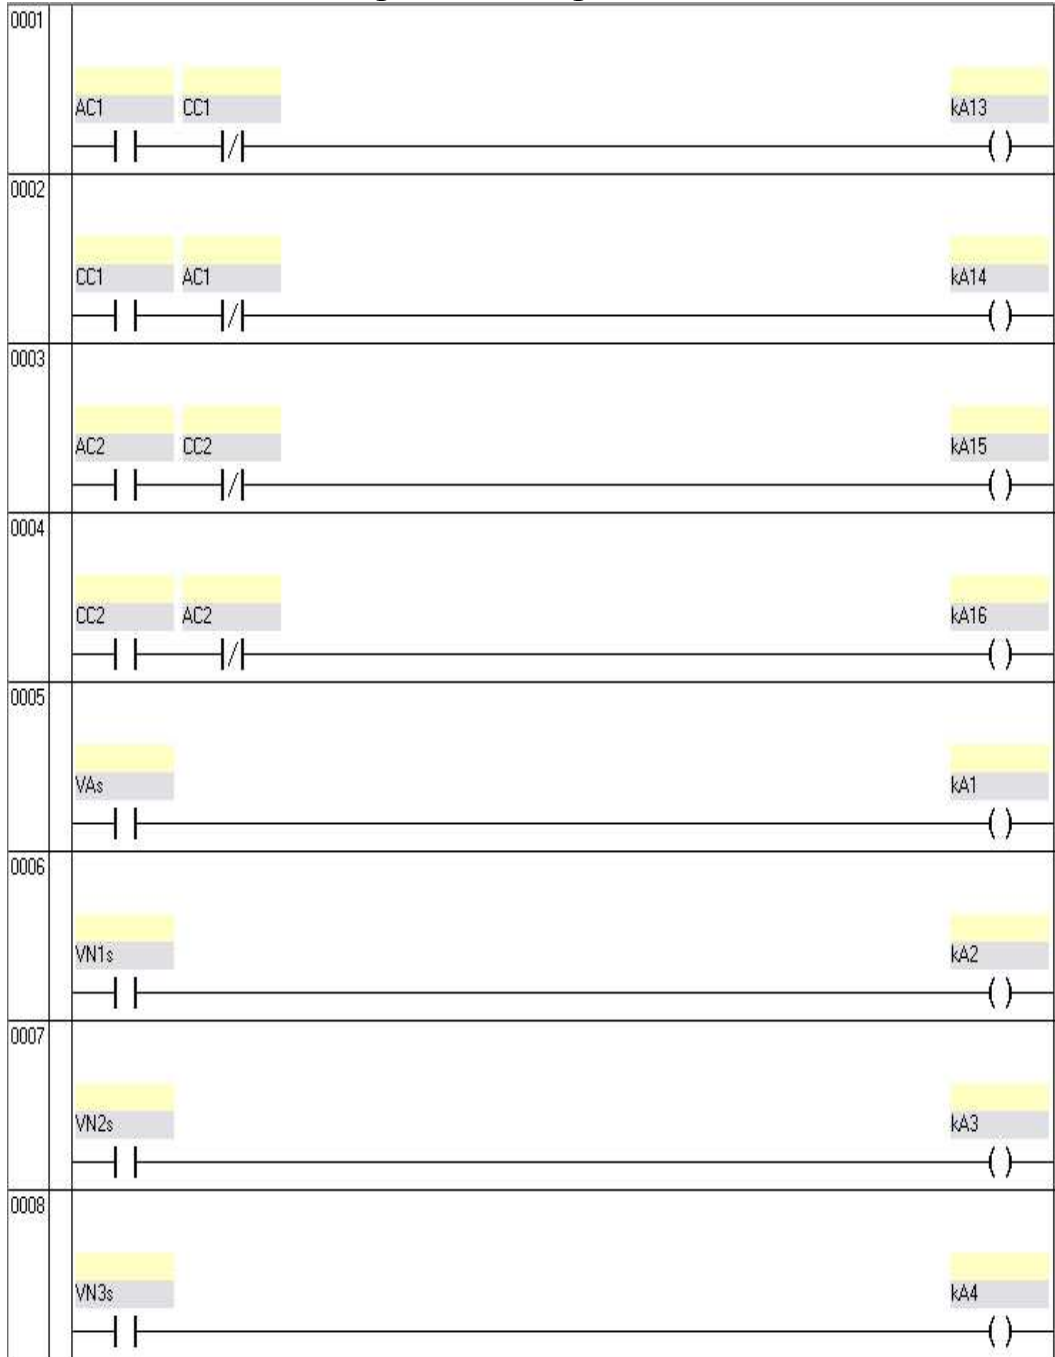 0001
AC1 CC1 kA13
0002
CC1 AC1 kA14
0003
AC2 CC2 kA15
0004
CC2 AC2 kA16
0005
VAs kA1
0006
VN1s kA2
0007
VN2s kA3
0008
VN3s kA4